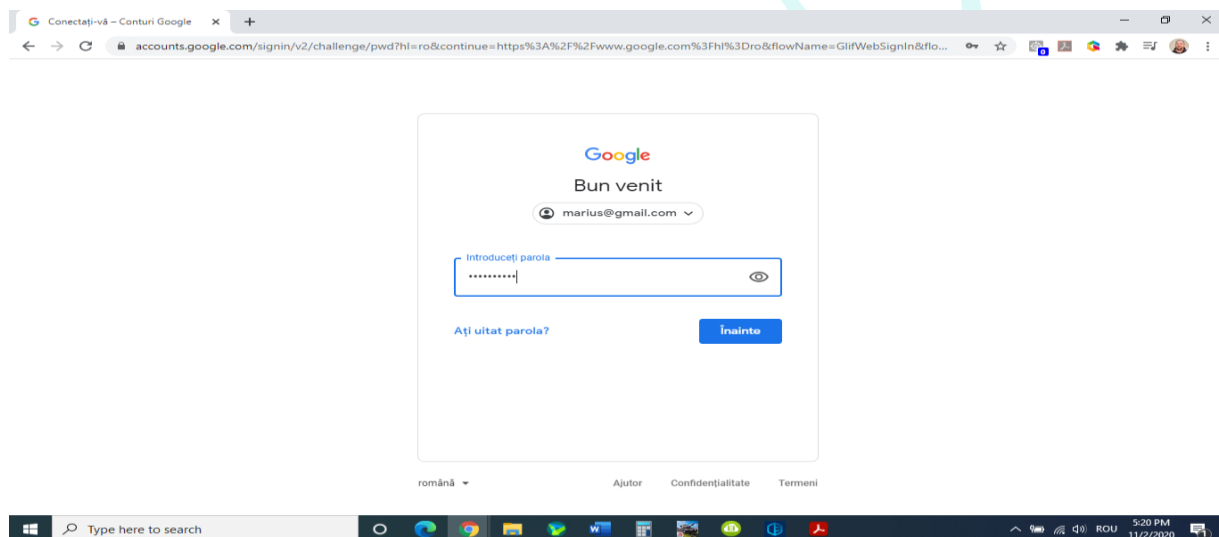 Conectați-vă – Conturi Google
accounts.google.com/signin/v2/challenge/pwd?hl=ro&continue=https%3A%2F%2Fwww.google.com%3Fhl%3Dro&flowName=GlifWebSignIn&flo...
0
Google
Bun venit
marius@gmail.com
Introduceți parola
••••••••••
Ați uitat parola?
Înainte
română
Ajutor Confidențialitate Termeni
Type here to search
ROU
5:20 PM
11/2/2020